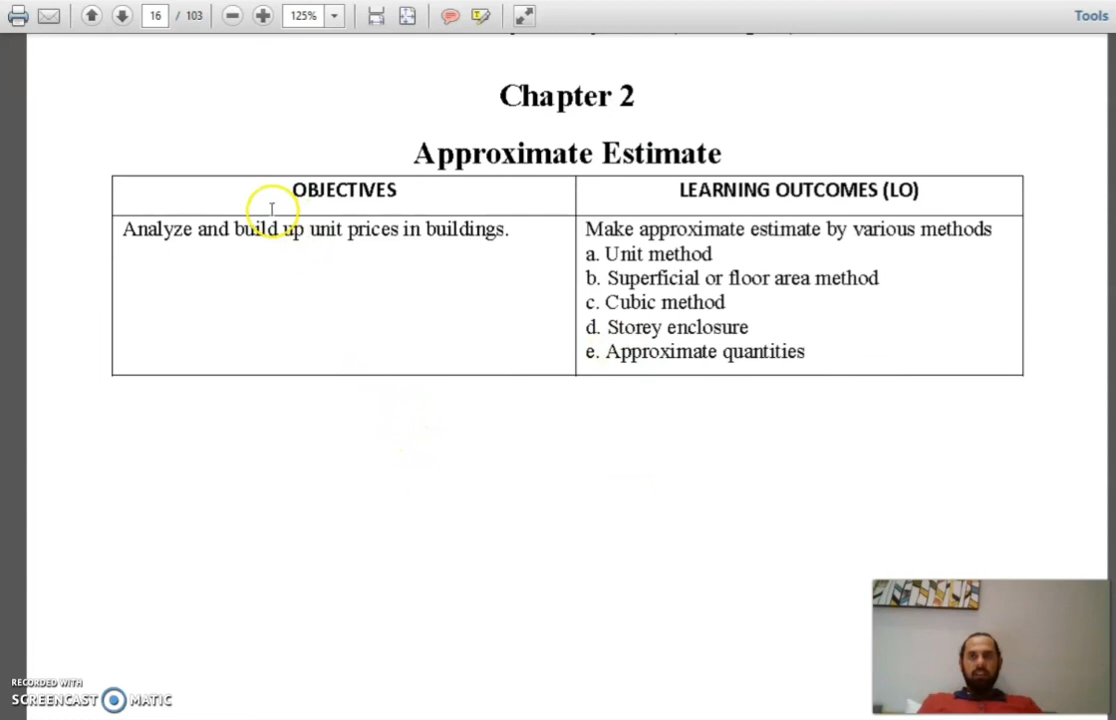 16 / 103
125%
Tools
Chapter 2
Approximate Estimate
OBJECTIVES
LEARNING OUTCOMES (LO)
Analyze and build up unit prices in buildings.
Make approximate estimate by various methods
a. Unit method
b. Superficial or floor area method
c. Cubic method
d. Storey enclosure
e. Approximate quantities
RECORDED WITH
SCREENCAST MATIC